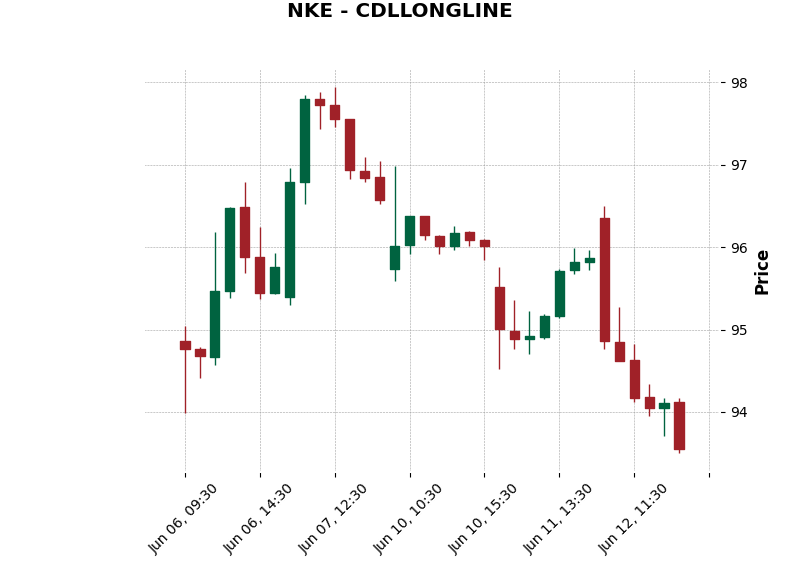 NKE - CDLLONGLINE
98
97
96
95
94
Price
Jun 06, 09:30
Jun 06, 14:30
Jun 07, 12:30
Jun 10, 10:30
Jun 10, 15:30
Jun 11, 13:30
Jun 12, 11:30